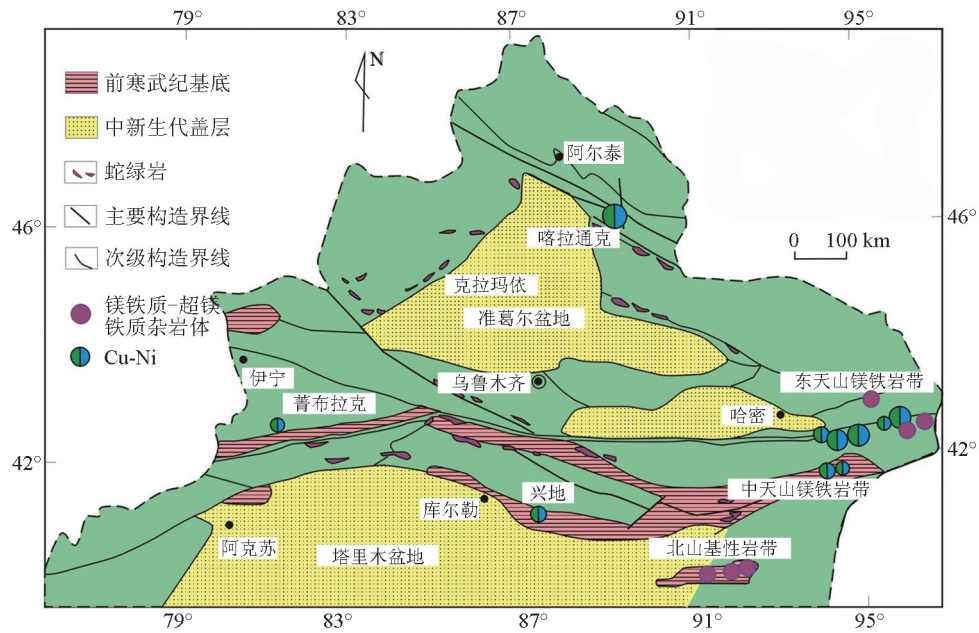 79°
83°
87°
91°
95°
N
前寒武纪基底
中新生代盖层
蛇绿岩
主要构造界线
次级构造界线
镁铁质-超镁
铁质杂岩体
Cu-Ni
46°
46°
阿尔泰
喀拉通克
0 100 km
克拉玛依
准葛尔盆地
伊宁
菁布拉克
乌鲁木齐
哈密
东天山镁铁岩带
42°
42°
中天山镁铁岩带
库尔勒
兴地
阿克苏
塔里木盆地
北山基性岩带
79°
83°
87°
91°
95°